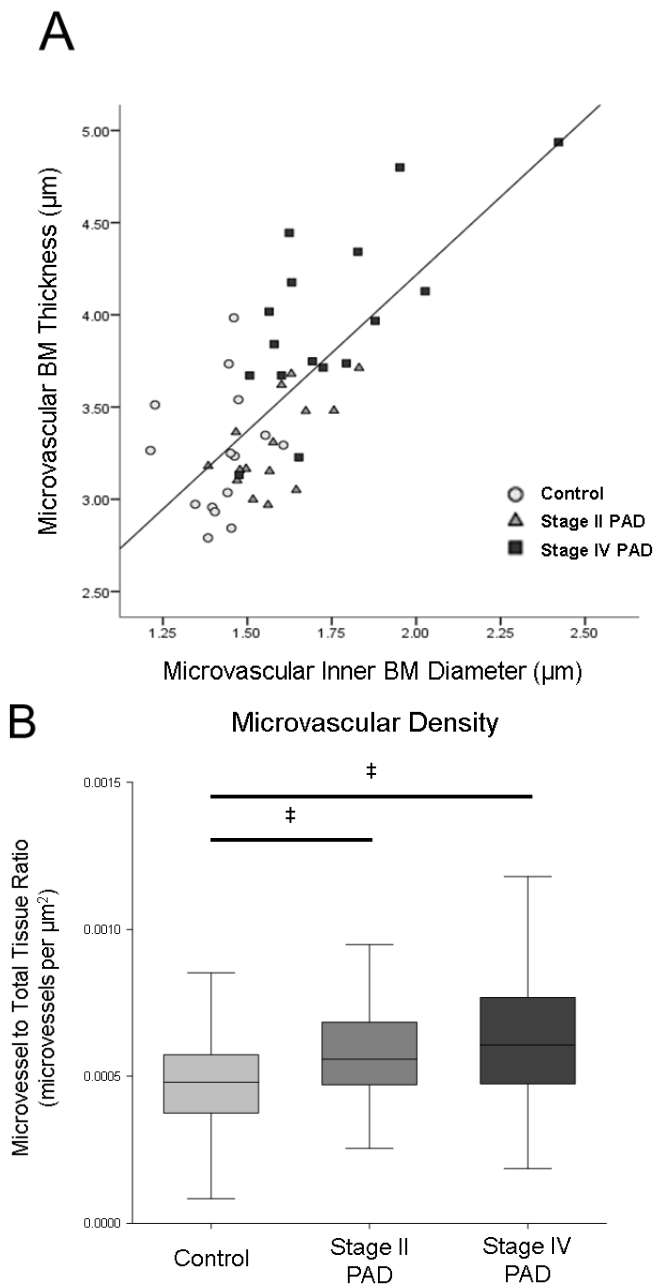 A
Microvascular BM Thickness (μm)
5.00
4.50
4.00
3.50
3.00
2.50
Control
Stage II PAD
Stage IV PAD
1.25 1.50 1.75 2.00 2.25 2.50
Microvascular Inner BM Diameter (μm)
B
Microvascular Density
Microvessel to Total Tissue Ratio
(microvessels per μm²)
0.0015
0.0010
0.0005
0.0000
‡
‡
Control
Stage II
PAD
Stage IV
PAD